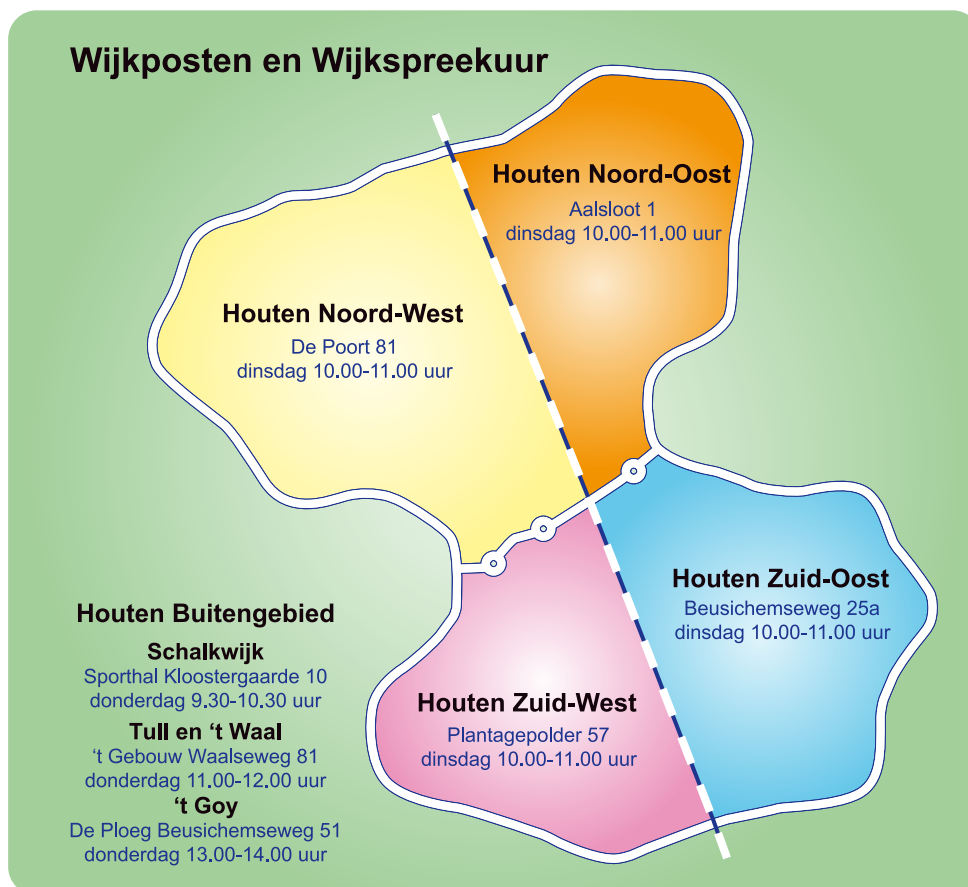 Wijkposten en Wijkspreekuur
Houten Noord-Oost
Aalsloot 1
dinsdag 10.00-11.00 uur
Houten Noord-West
De Poort 81
dinsdag 10.00-11.00 uur
Houten Zuid-Oost
Beusichemseweg 25a
dinsdag 10.00-11.00 uur
Houten Zuid-West
Plantagepolder 57
dinsdag 10.00-11.00 uur
Houten Buitengebied
Schalkwijk
Sporthal Kloostergaarde 10
donderdag 9.30-10.30 uur
Tull en ‘t Waal
‘t Gebouw Waalseweg 81
donderdag 11.00-12.00 uur
‘t Goy
De Ploeg Beusichemseweg 51
donderdag 13.00-14.00 uur